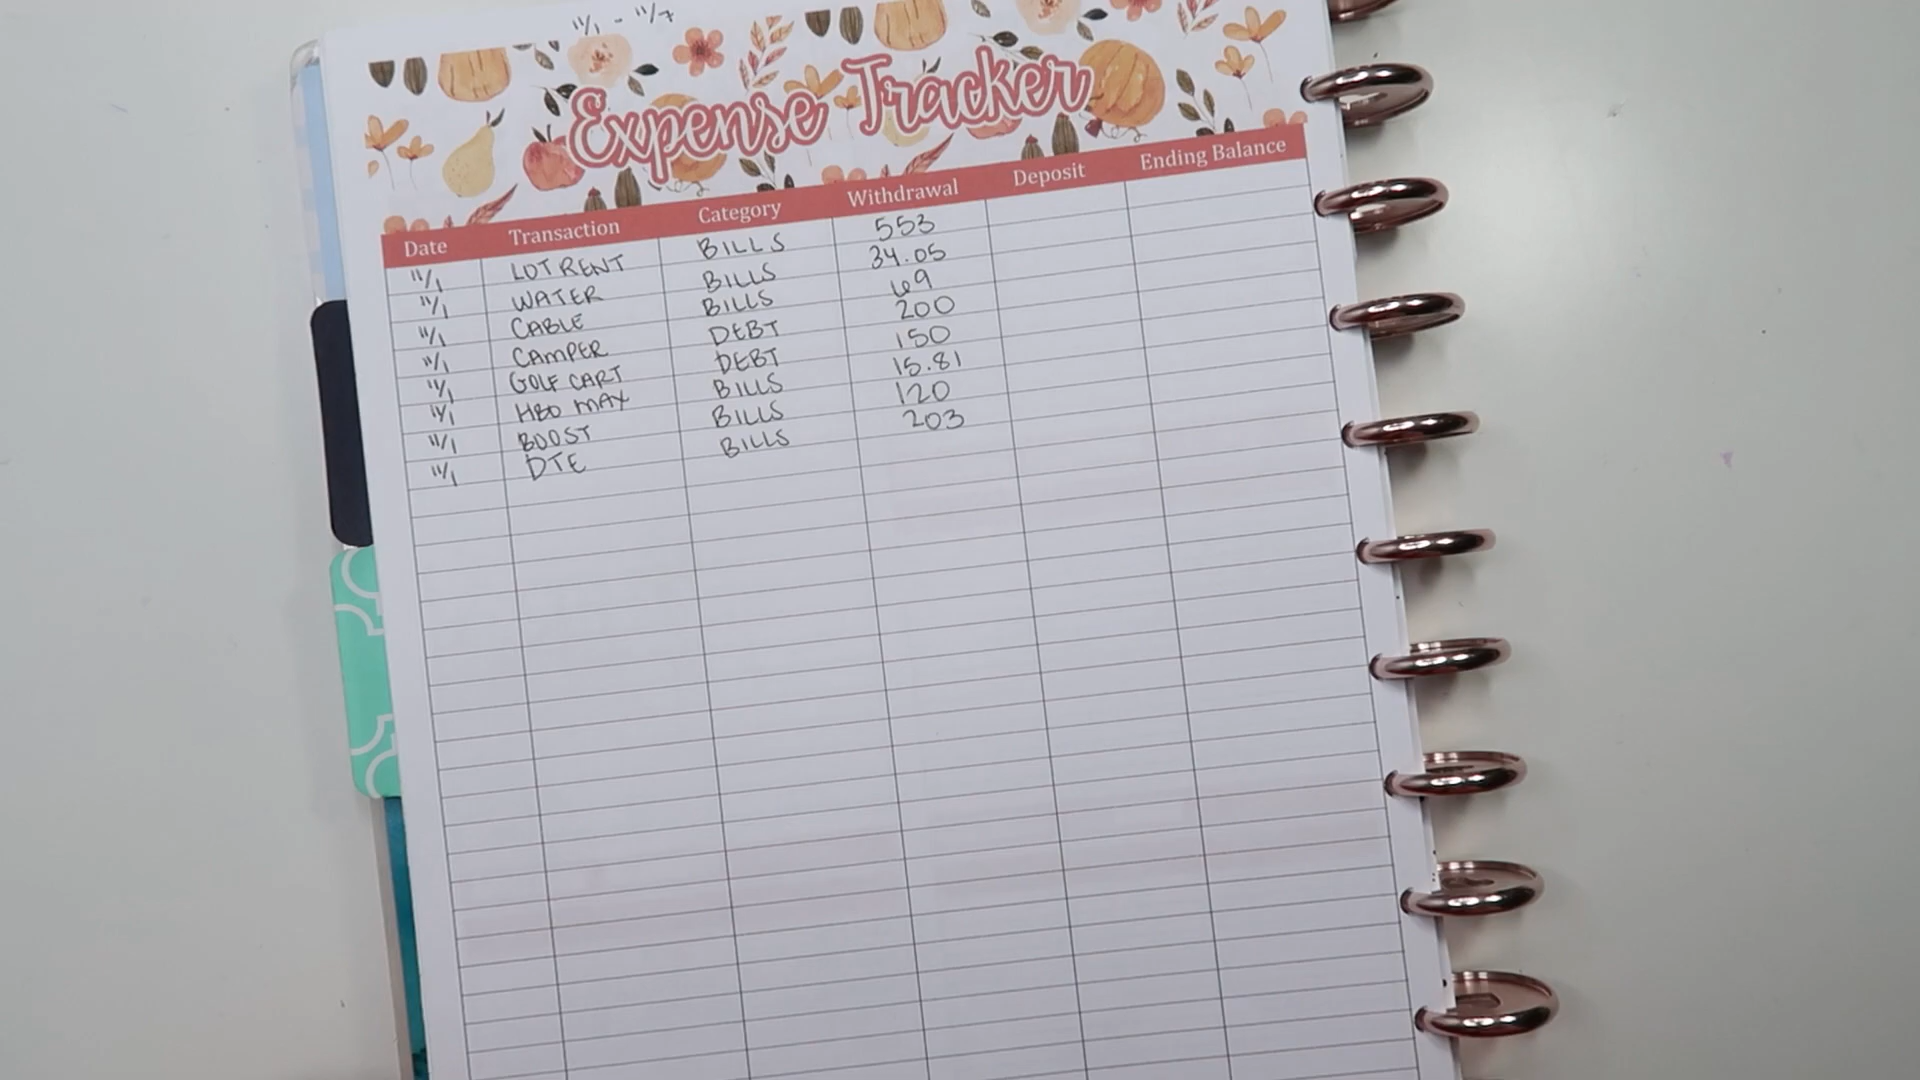 11/1 - 11/7
Expense Tracker
Date Transaction Category Withdrawal Deposit Ending Balance
11/1 LOT RENT BILLS 553
11/1 WATER BILLS 34.05
11/1 CABLE BILLS 69
11/1 CAMPER DEBT 200
11/1 GOLF CART DEBT 150
11/1 HBO MAX BILLS 15.81
11/1 BOOST BILLS 120
11/1 DTE BILLS 203